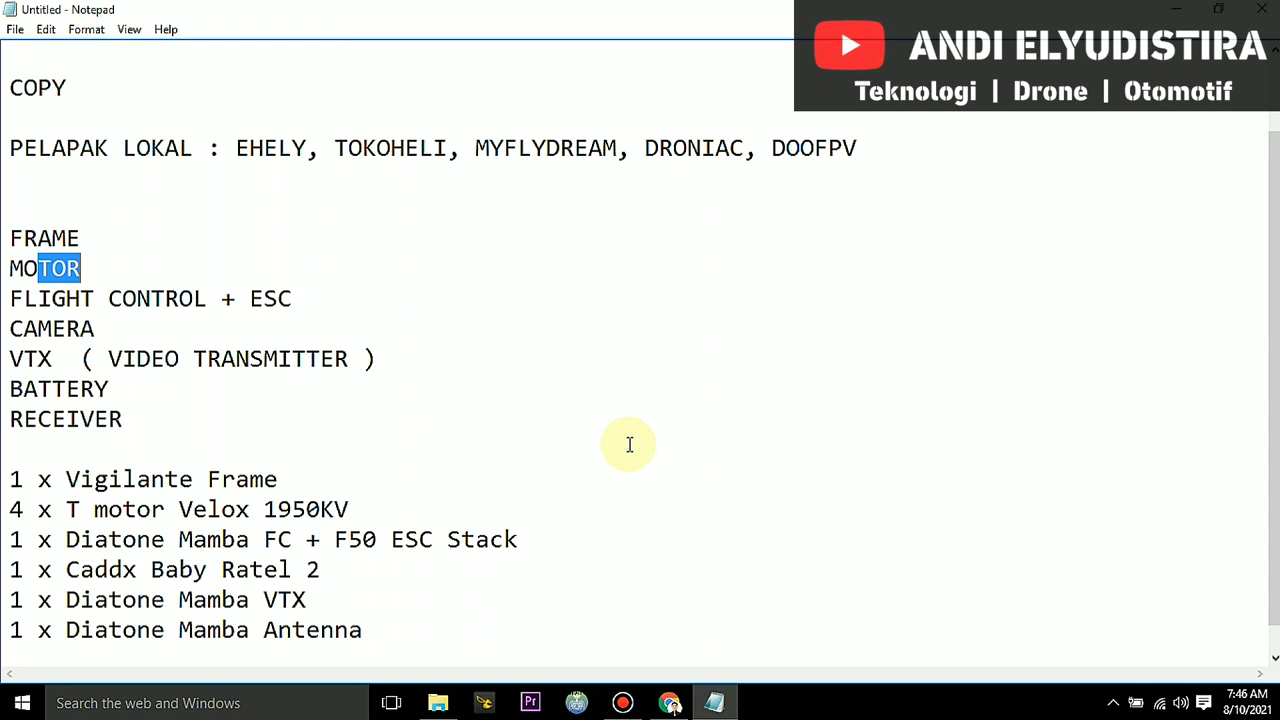 Untitled - Notepad
File Edit Format View Help
ANDI ELYUDISTIRA
Teknologi | Drone | Otomotif
COPY
PELAPAK LOKAL : EHELY, TOKOHELI, MYFLYDREAM, DRONIAC, DOOFPV
FRAME
MOTOR
FLIGHT CONTROL + ESC
CAMERA
VTX ( VIDEO TRANSMITTER )
BATTERY
RECEIVER
1 x Vigilante Frame
4 x T motor Velox 1950KV
1 x Diatone Mamba FC + F50 ESC Stack
1 x Caddx Baby Ratel 2
1 x Diatone Mamba VTX
1 x Diatone Mamba Antenna
Search the web and Windows
Pr
7:46 AM
8/10/2021